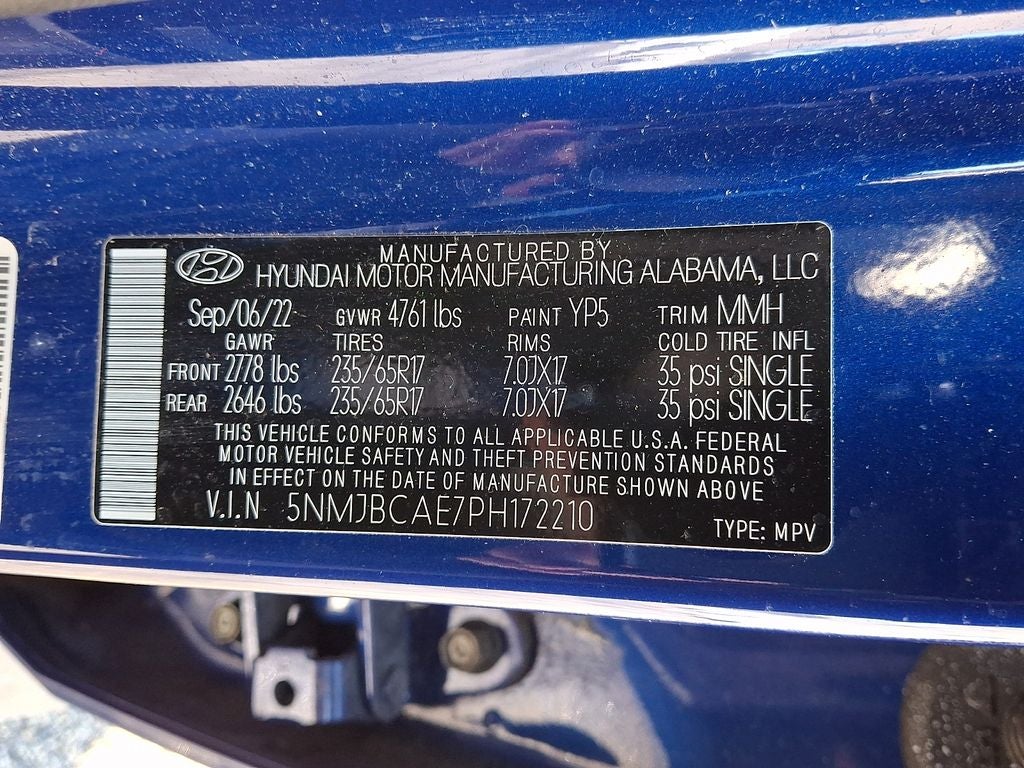 MANUFACTURED BY
HYUNDAI MOTOR MANUFACTURING ALABAMA, LLC
Sep/06/22 GVWR 4761 lbs PAINT YP5 TRIM MMH
GAWR TIRES RIMS COLD TIRE INFL
FRONT 2778 lbs 235/65R17 7.0JX17 35 psi SINGLE
REAR 2646 lbs 235/65R17 7.0JX17 35 psi SINGLE
THIS VEHICLE CONFORMS TO ALL APPLICABLE U.S.A. FEDERAL
MOTOR VEHICLE SAFETY AND THEFT PREVENTION STANDARDS
IN EFFECT ON THE DATE OF MANUFACTURE SHOWN ABOVE
V.I.N 5NMJBCAE7PH172210
TYPE: MPV